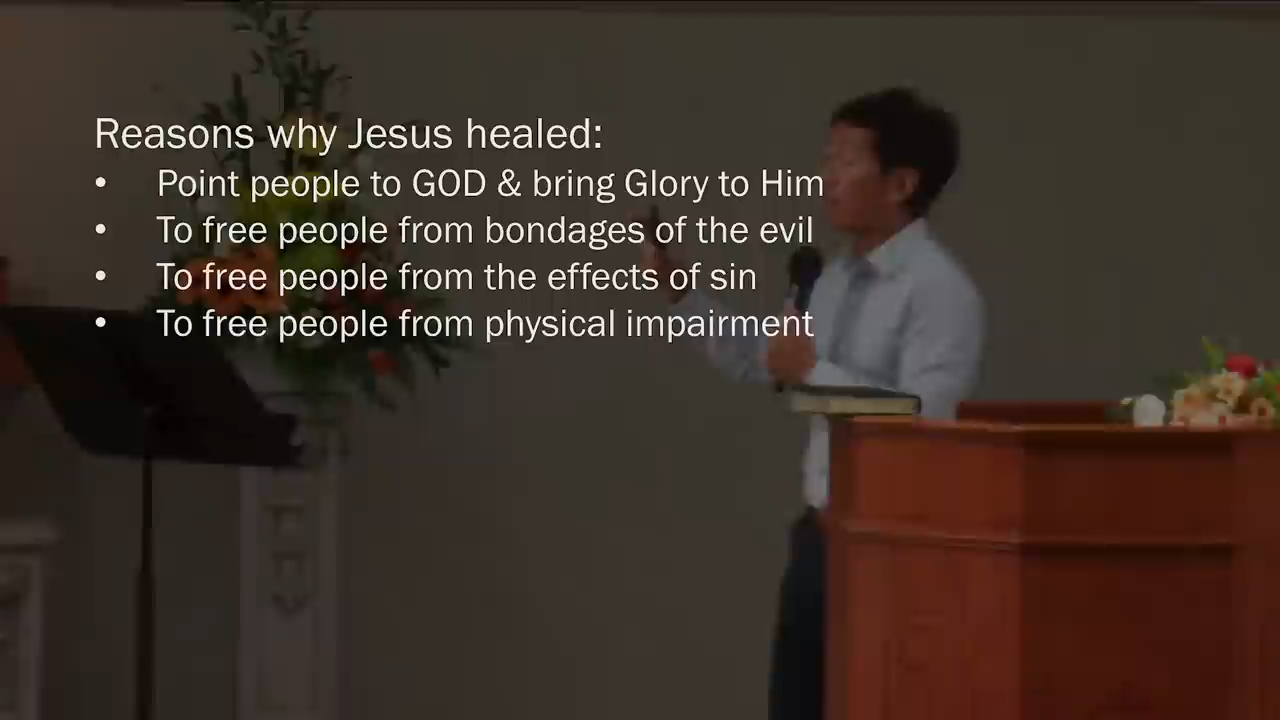 Reasons why Jesus healed:
• Point people to GOD & bring Glory to Him
• To free people from bondages of the evil
• To free people from the effects of sin
• To free people from physical impairment